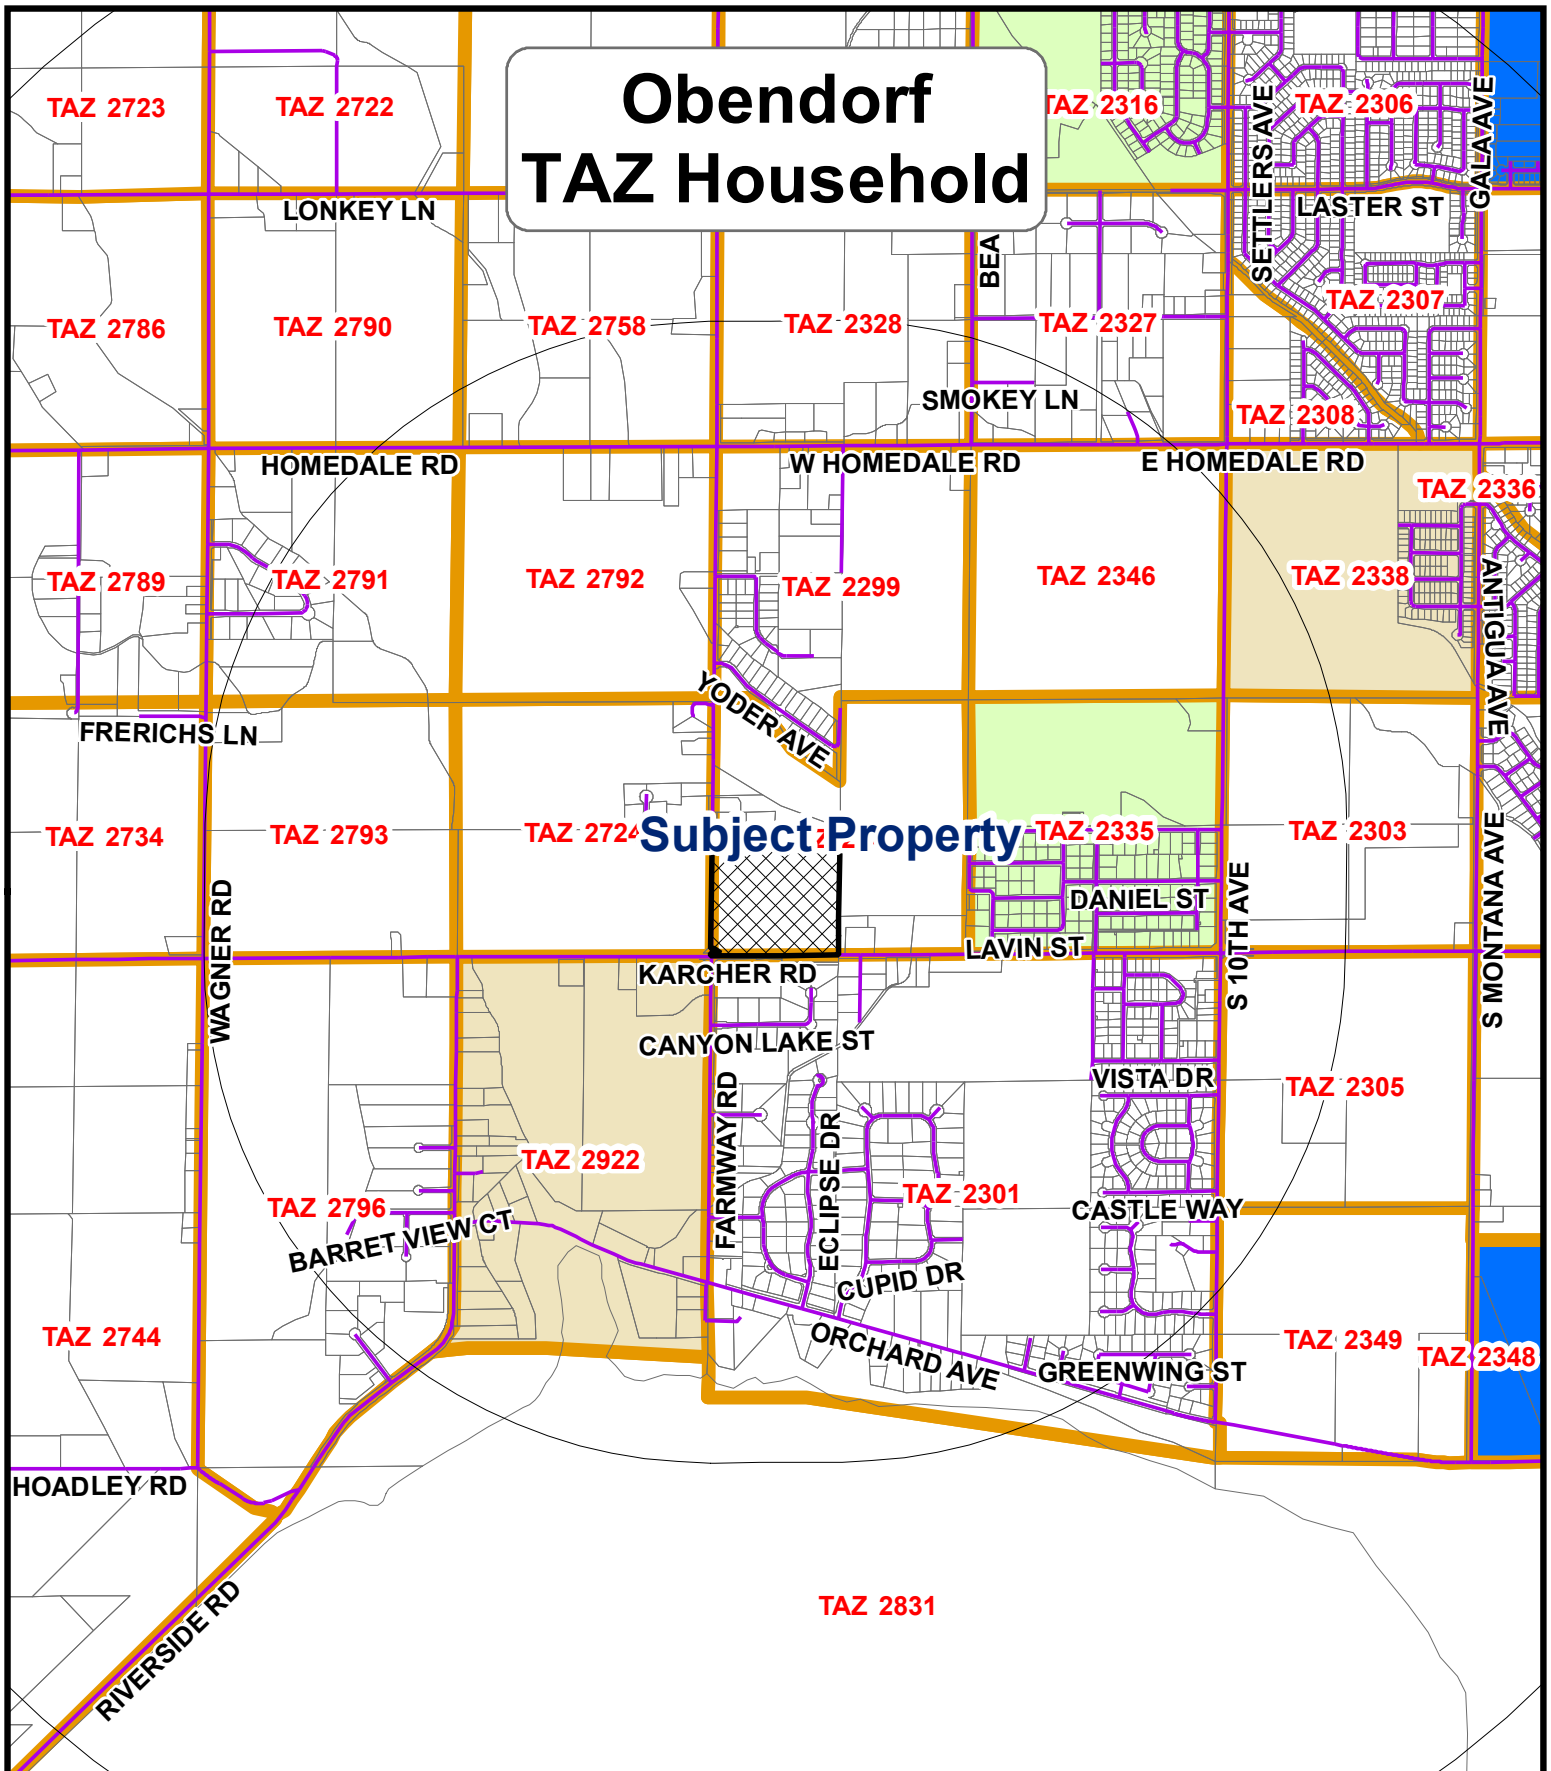 Obendorf
TAZ Household
TAZ 2723
TAZ 2722
TAZ 2316
TAZ 2306
SETTLERS AVE
GALA AVE
LONKEY LN
LASTER ST
BEA
TAZ 2786
TAZ 2790
TAZ 2758
TAZ 2328
TAZ 2327
TAZ 2307
SMOKEY LN
TAZ 2308
HOMEDALE RD
W HOMEDALE RD
E HOMEDALE RD
TAZ 2336
TAZ 2789
TAZ 2791
TAZ 2792
TAZ 2299
TAZ 2346
TAZ 2338
ANTIGUA AVE
YODER AVE
FRERICHS LN
TAZ 2734
TAZ 2793
TAZ 2724
Subject Property
TAZ 2335
TAZ 2303
WAGNER RD
DANIEL ST
S 10TH AVE
S MONTANA AVE
LAVIN ST
KARCHER RD
CANYON LAKE ST
VISTA DR
TAZ 2305
FARMWAY RD
ECLIPSE DR
TAZ 2922
TAZ 2301
TAZ 2796
CASTLE WAY
BARRET VIEW CT
CUPID DR
TAZ 2744
ORCHARD AVE
TAZ 2349
TAZ 2348
GREENWING ST
HOADLEY RD
RIVERSIDE RD
TAZ 2831